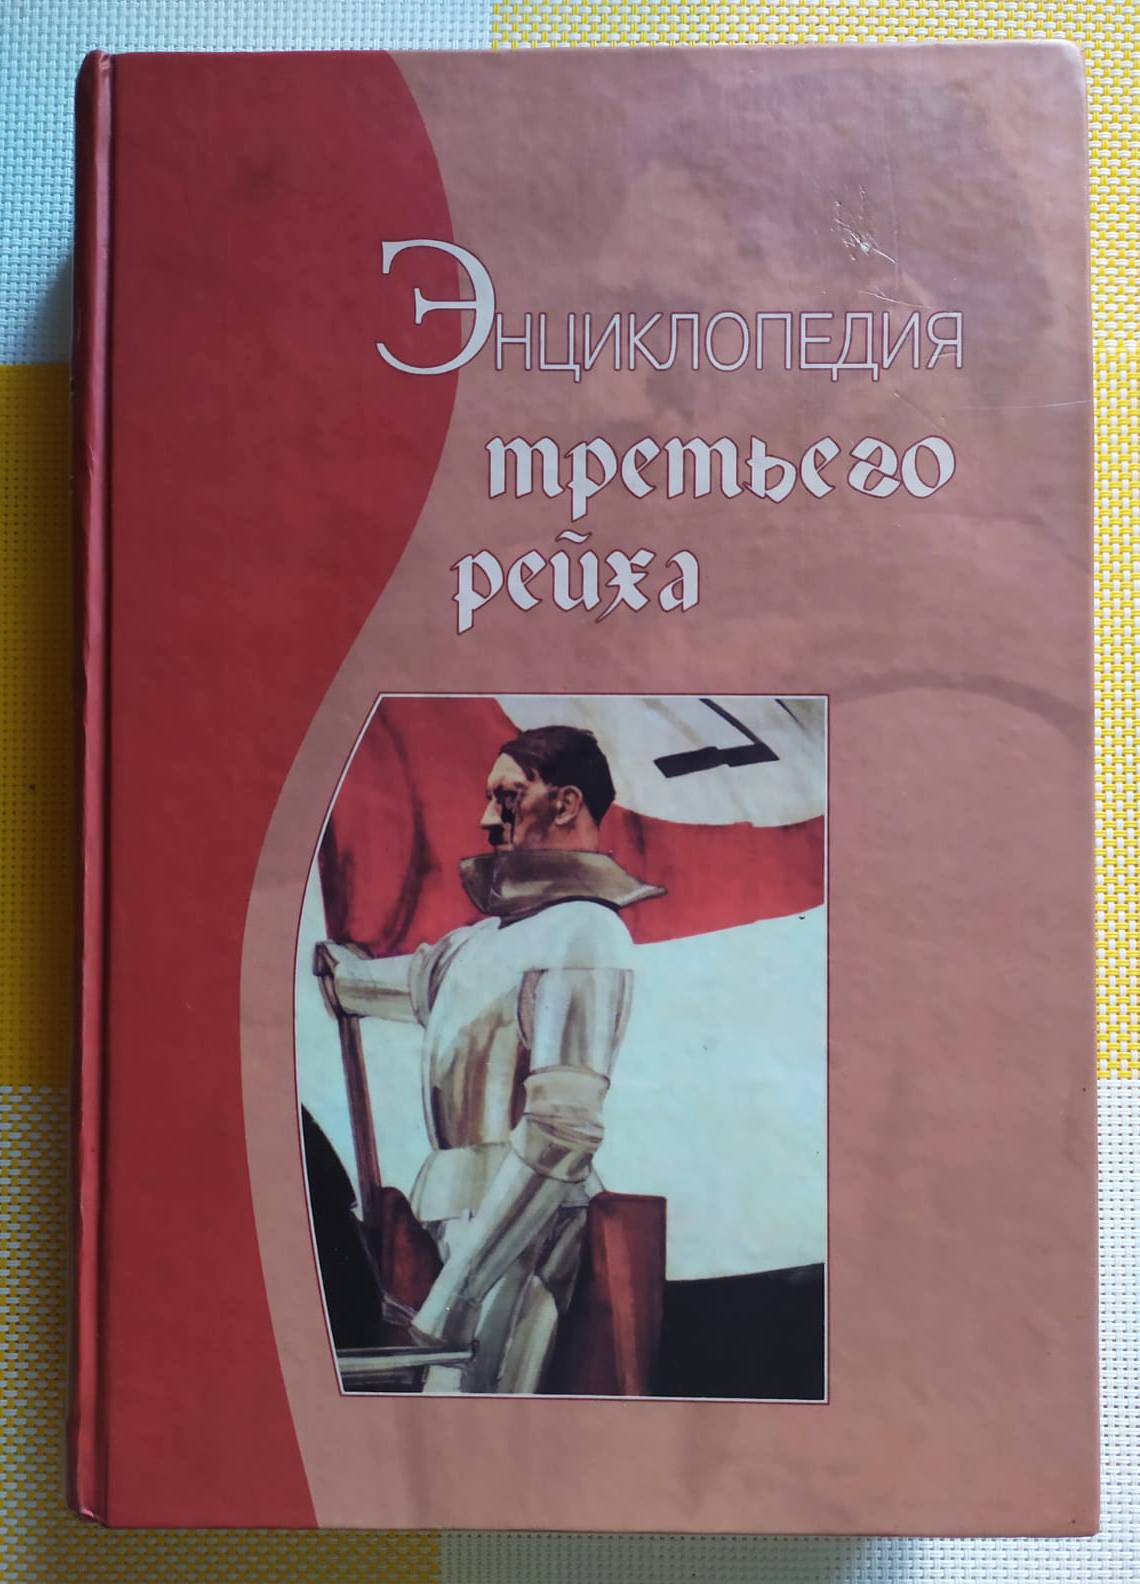 Энциклопедия
третьего
рейха